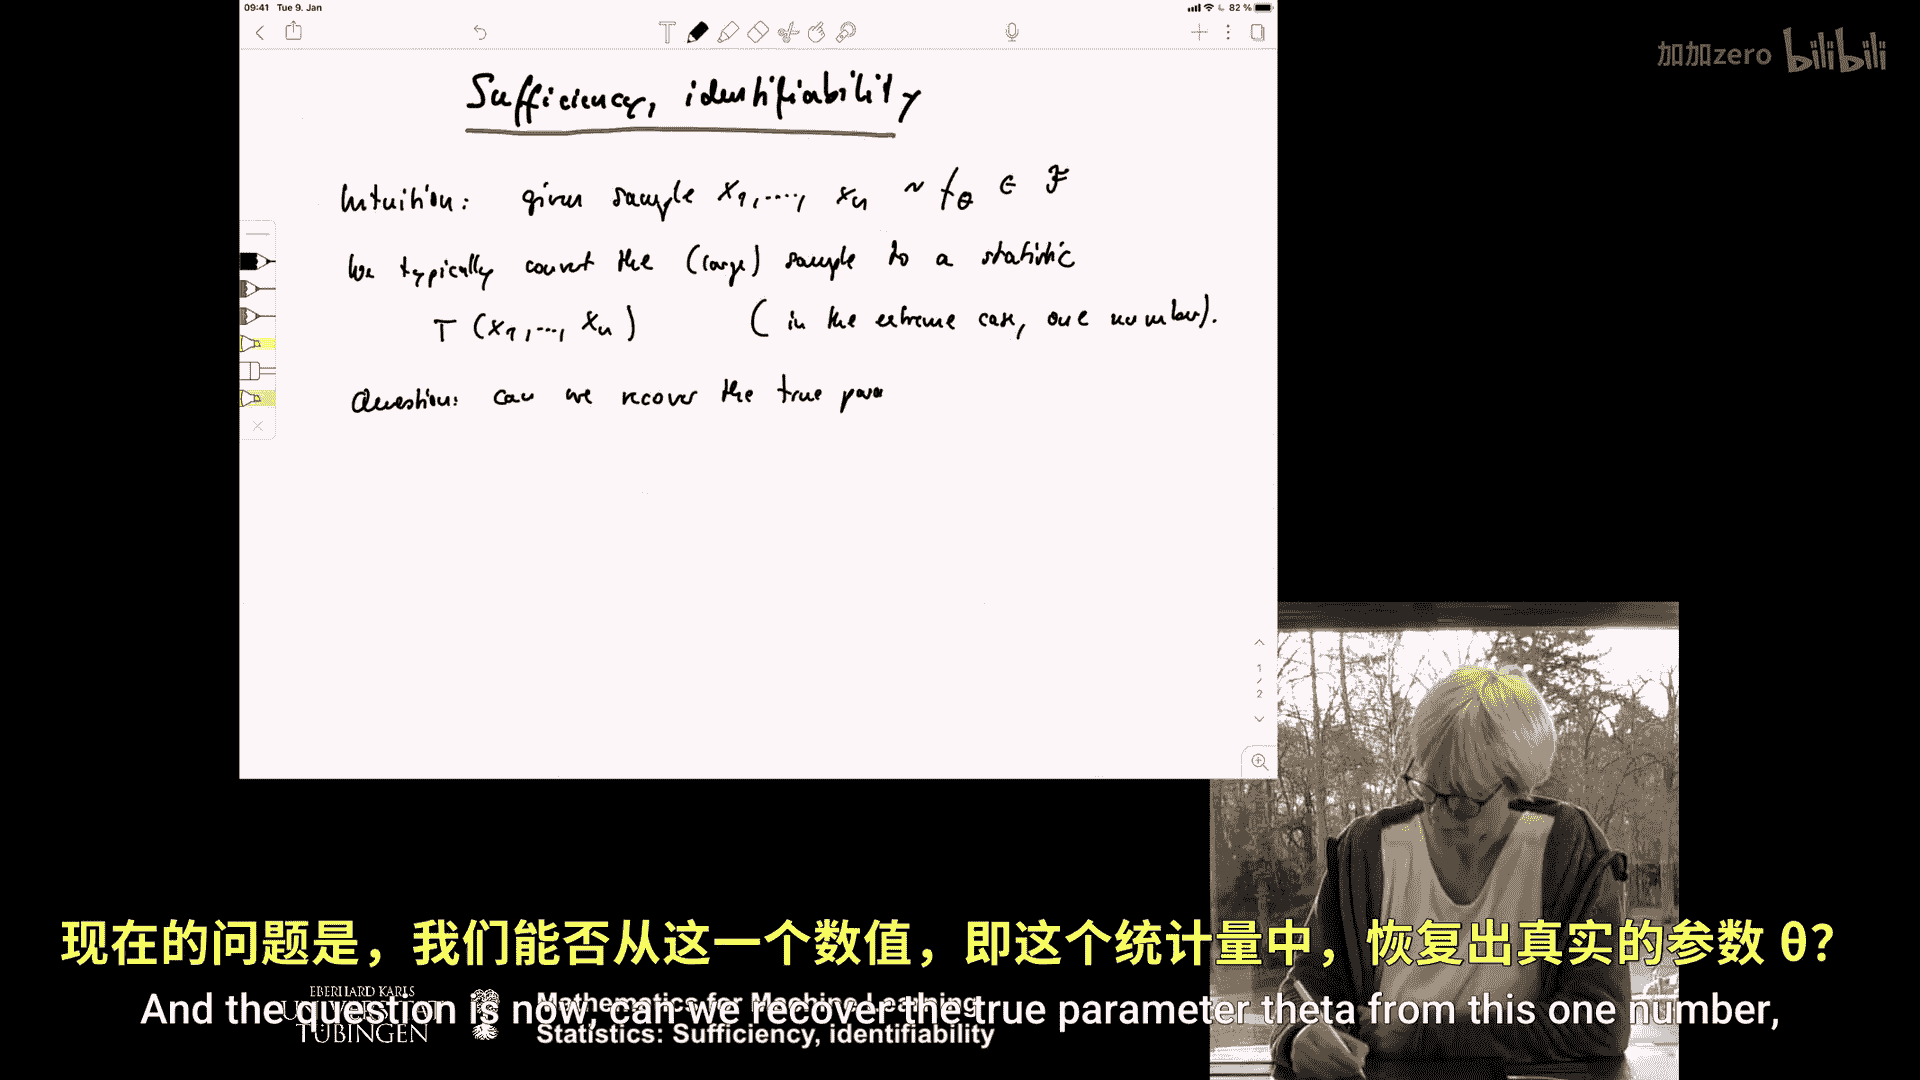 09:41 Tue 9. Jan
82 %
加加zero bilibili
Sufficiency, identifiability
Intuition: given sample x₁,...., xₙ ~ f_θ ∈ ℱ
We typically convert the (large) sample to a statistic
T (x₁,..., xₙ) (in the extreme case, one number).
Question: can we recover the true para
1
/
2
现在的问题是，我们能否从这一个数值，即这个统计量中，恢复出真实的参数 θ？
And the question is now, can we recover the true parameter theta from this one number,
EBERHARD KARLS
UNIVERSITÄT
TÜBINGEN
Mathematics for Machine Learning
Statistics: Sufficiency, identifiability